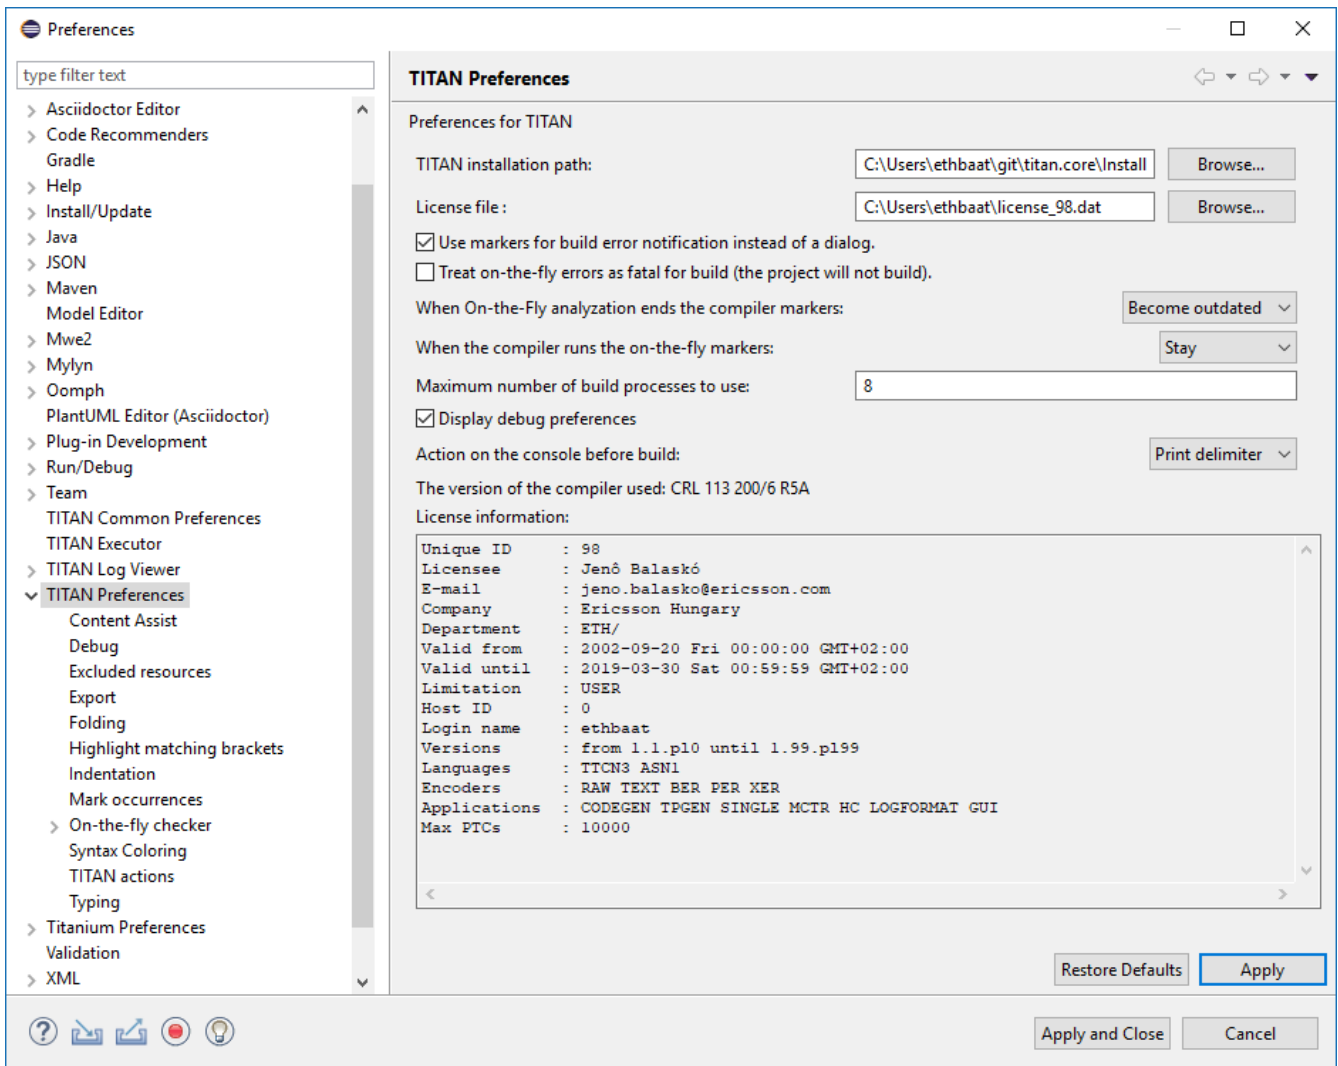 Preferences
type filter text
Asciidoctor Editor
Code Recommenders
Gradle
Help
Install/Update
Java
JSON
Maven
Model Editor
Mwe2
Mylyn
Oomph
PlantUML Editor (Asciidoctor)
Plug-in Development
Run/Debug
Team
TITAN Common Preferences
TITAN Executor
TITAN Log Viewer
TITAN Preferences
Content Assist
Debug
Excluded resources
Export
Folding
Highlight matching brackets
Indentation
Mark occurrences
On-the-fly checker
Syntax Coloring
TITAN actions
Typing
Titanium Preferences
Validation
XML
TITAN Preferences
Preferences for TITAN
TITAN installation path: C:\Users\ethbaat\git\titan.core\Install Browse...
License file : C:\Users\ethbaat\license_98.dat Browse...
Use markers for build error notification instead of a dialog.
Treat on-the-fly errors as fatal for build (the project will not build).
When On-the-Fly analyzation ends the compiler markers: Become outdated
When the compiler runs the on-the-fly markers: Stay
Maximum number of build processes to use: 8
Display debug preferences
Action on the console before build: Print delimiter
The version of the compiler used: CRL 113 200/6 R5A
License information:
Unique ID : 98
Licensee : Jenô Balaskó
E-mail : jeno.balasko@ericsson.com
Company : Ericsson Hungary
Department : ETH/
Valid from : 2002-09-20 Fri 00:00:00 GMT+02:00
Valid until : 2019-03-30 Sat 00:59:59 GMT+02:00
Limitation : USER
Host ID : 0
Login name : ethbaat
Versions : from 1.1.pl0 until 1.99.pl99
Languages : TTCN3 ASN1
Encoders : RAW TEXT BER PER XER
Applications : CODEGEN TPGEN SINGLE MCTR HC LOGFORMAT GUI
Max PTCs : 10000
Restore Defaults Apply
Apply and Close Cancel